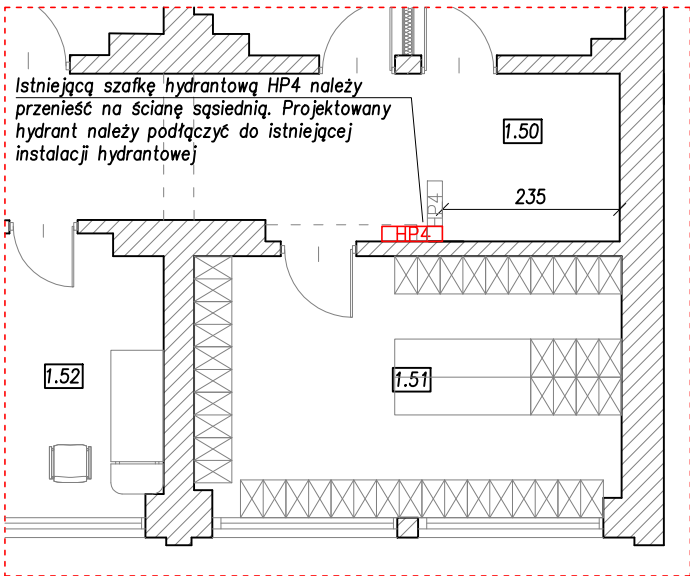 Istniejącą szafkę hydrantową HP4 należy
przenieść na ścianę sąsiednią. Projektowany
hydrant należy podłączyć do istniejącej
instalacji hydrantowej
1.50
235
HP4
HP4
1.52
1.51